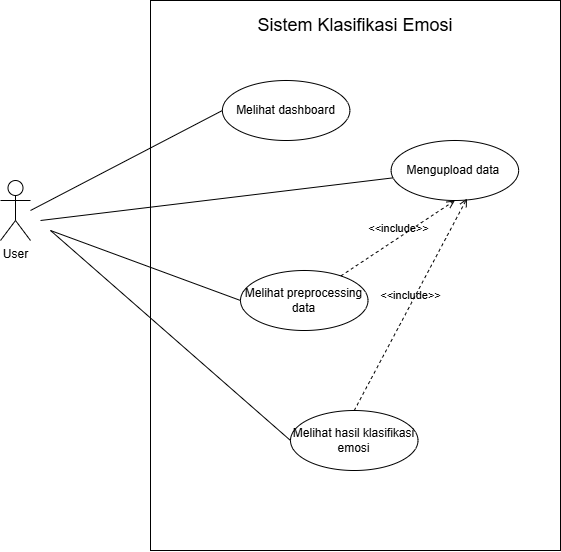 Sistem Klasifikasi Emosi
Melihat dashboard
Mengupload data
<<include>>
User
Melihat preprocessing
data
<<include>>
Melihat hasil klasifikasi
emosi